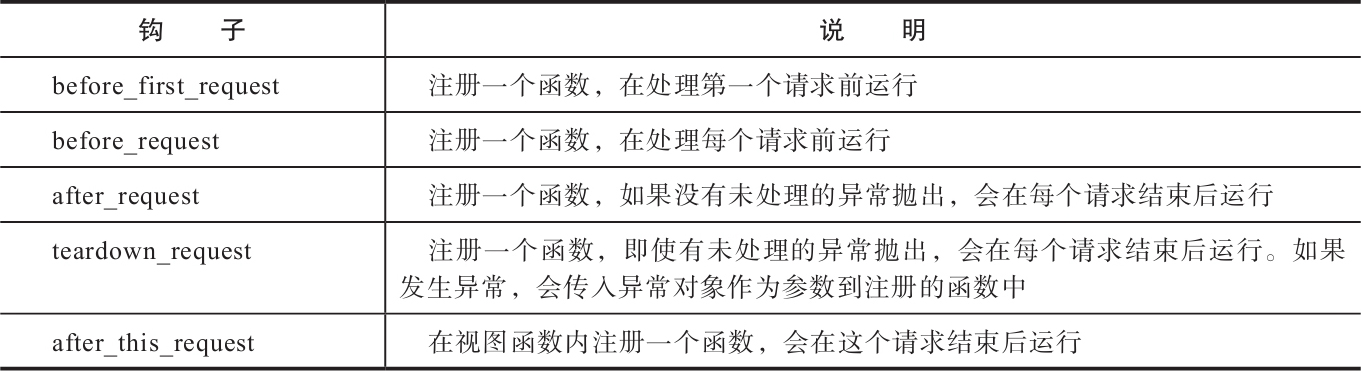 钩 子 说 明
before_first_request 注册一个函数，在处理第一个请求前运行
before_request 注册一个函数，在处理每个请求前运行
after_request 注册一个函数，如果没有未处理的异常抛出，会在每个请求结束后运行
teardown_request 注册一个函数，即使有未处理的异常抛出，会在每个请求结束后运行。如果
发生异常，会传入异常对象作为参数到注册的函数中
after_this_request 在视图函数内注册一个函数，会在这个请求结束后运行